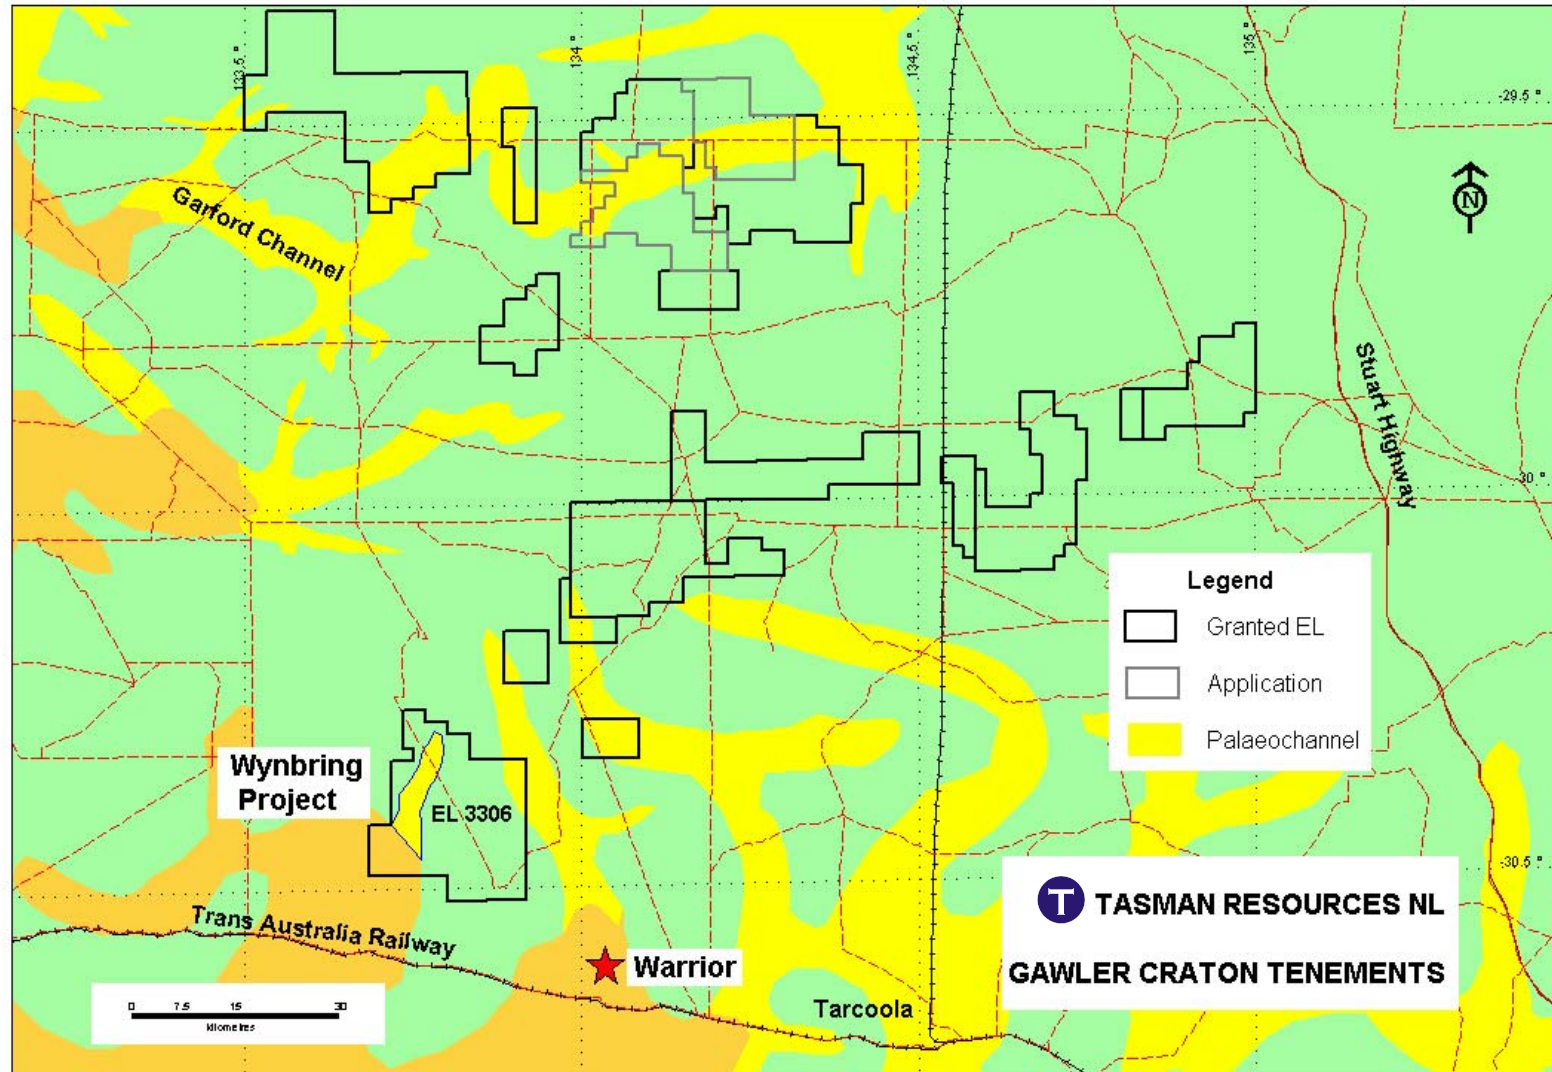 133.5 °
134 °
134.5 °
135 °
-29.5 °
N
Garford Channel
Stuart Highway
-30 °
Legend
Granted EL
Application
Palaeochannel
Wynbring
Project
EL 3306
-30.5 °
T TASMAN RESOURCES NL
GAWLER CRATON TENEMENTS
Trans Australia Railway
Warrior
Tarcoola
0 7.5 15 30
kilometres